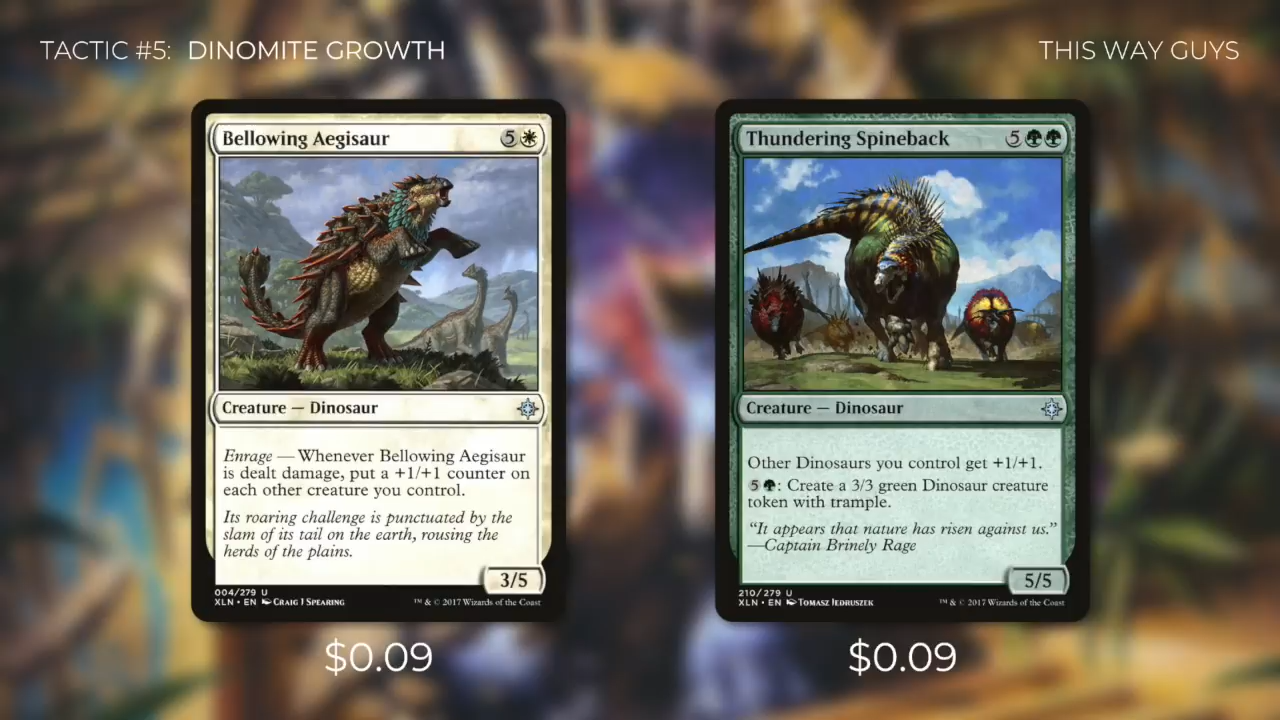 TACTIC #5: DINOMITE GROWTH
THIS WAY GUYS
Bellowing Aegisaur
5
Creature — Dinosaur
Enrage — Whenever Bellowing Aegisaur
is dealt damage, put a +1/+1 counter on
each other creature you control.
Its roaring challenge is punctuated by the
slam of its tail on the earth, rousing the
herds of the plains.
3/5
004/279 U
XLN • EN Craig J Spearing
™ & © 2017 Wizards of the Coast
$0.09
Thundering Spineback
5
Creature — Dinosaur
Other Dinosaurs you control get +1/+1.
5 : Create a 3/3 green Dinosaur creature
token with trample.
"It appears that nature has risen against us."
—Captain Brinely Rage
5/5
210/279 U
XLN • EN Tomasz Jedruszek
™ & © 2017 Wizards of the Coast
$0.09